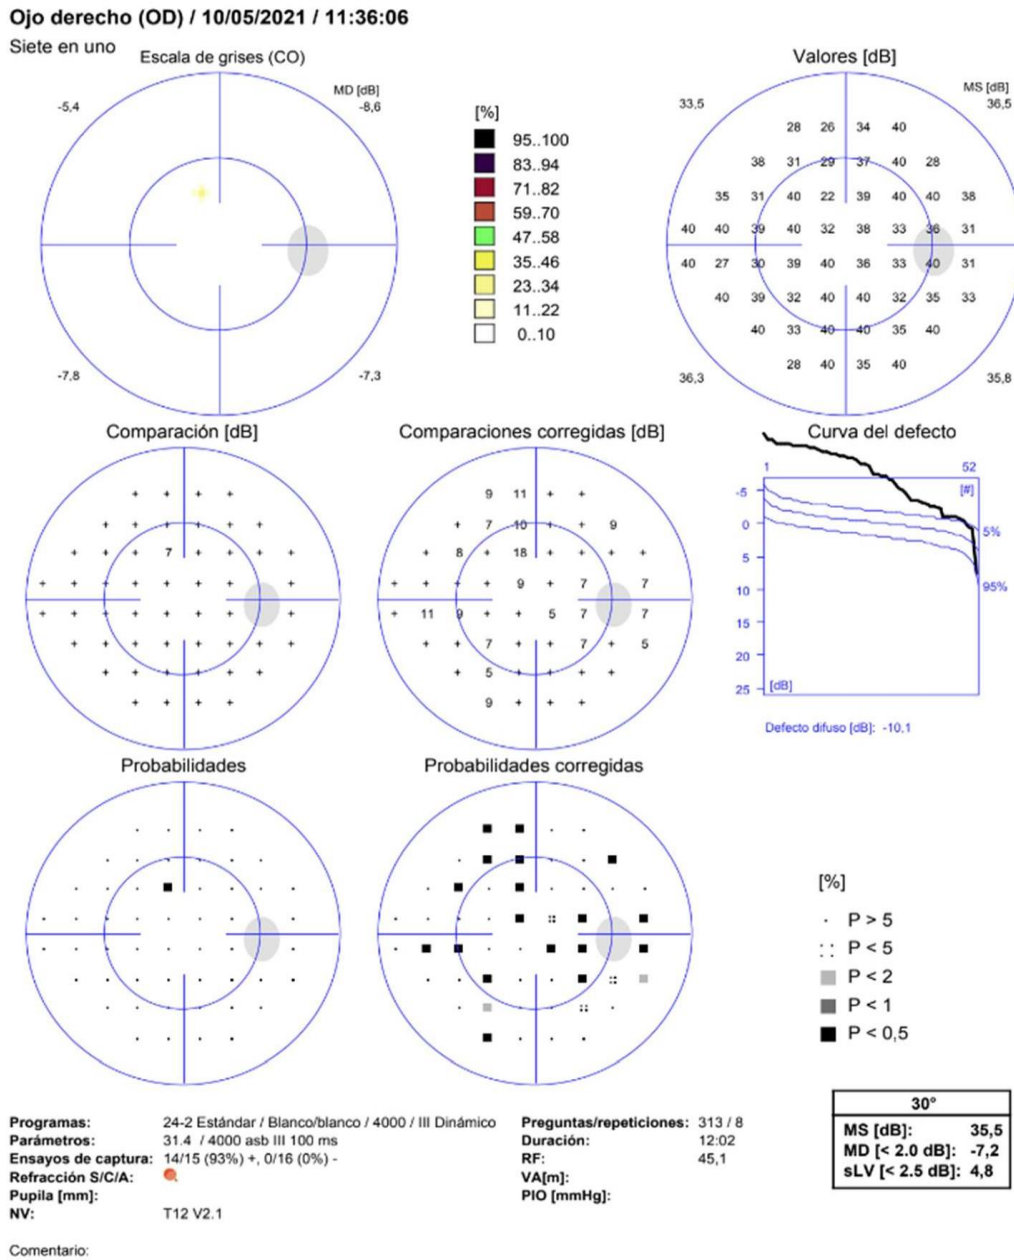 Ojo derecho (OD) / 10/05/2021 / 11:36:06
Siete en uno
Escala de grises (CO)
MD [dB]
-5,4
-8,6
-7,8
-7,3
[%]
95..100
83..94
71..82
59..70
47..58
35..46
23..34
11..22
0..10
Valores [dB]
MS [dB]
33,5
36,5
28 26 34 40
38 31 29 37 40 28
35 31 40 22 39 40 40 38
40 40 39 40 32 38 33 36 31
40 27 30 39 40 36 33 40 31
40 39 32 40 40 32 35 33
40 33 40 40 35 40
28 40 35 40
36,3
35,8
Comparación [dB]
+ + + +
+ + + + + +
+ + + 7 + + + +
+ + + + + + + + +
+ + + + + + + + +
+ + + + + + + +
+ + + + + +
+ + + +
Comparaciones corregidas [dB]
9 11 + +
+ 7 10 + + 9
+ 8 + 18 + + + +
+ + + + 9 + 7 7
+ 11 9 + + 5 7 7
+ + 7 + + 7 + 5
+ 5 + + + +
9 + + +
Curva del defecto
1 52
[#]
-5
0
5
10
15
20
25
[dB]
5%
95%
Defecto difuso [dB]: -10,1
Probabilidades
Probabilidades corregidas
[%]
P > 5
P < 5
P < 2
P < 1
P < 0,5
Programas: 24-2 Estándar / Blanco/blanco / 4000 / III Dinámico
Parámetros: 31.4 / 4000 asb III 100 ms
Ensayos de captura: 14/15 (93%) +, 0/16 (0%) -
Refracción S/C/A:
Pupila [mm]:
NV: T12 V2.1
Preguntas/repeticiones: 313 / 8
Duración: 12:02
RF: 45,1
VA[m]:
PIO [mmHg]:
30°
MS [dB]: 35,5
MD [< 2.0 dB]: -7,2
sLV [< 2.5 dB]: 4,8
Comentario: